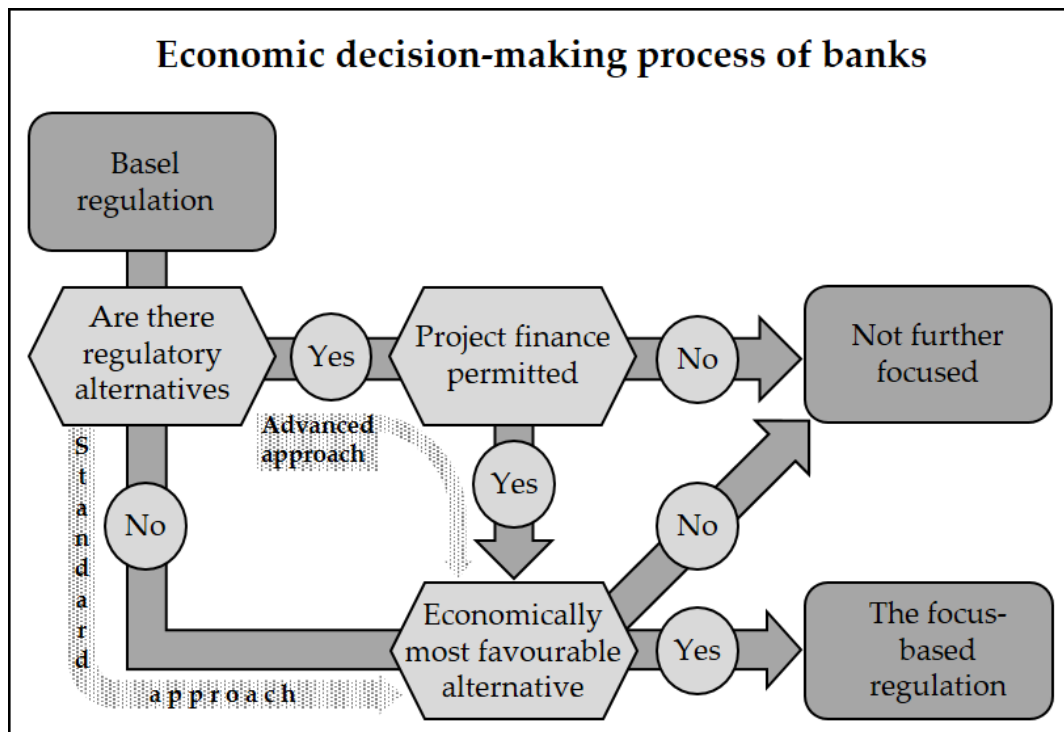 Economic decision-making process of banks
Basel
regulation
Are there
regulatory
alternatives
Yes
Project finance
permitted
No
Not further
focused
Advanced
approach
Standard
approach
Yes
No
No
Economically
most favourable
alternative
Yes
The focus-
based
regulation